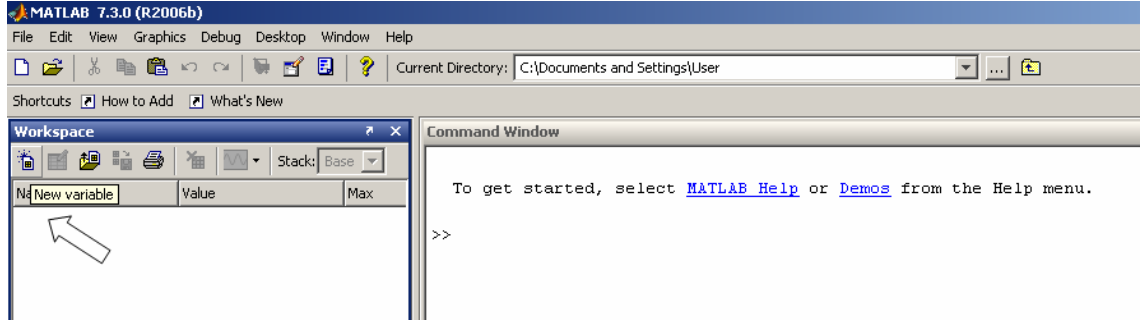 MATLAB 7.3.0 (R2006b)
File Edit View Graphics Debug Desktop Window Help
Current Directory: C:\Documents and Settings\User ...
Shortcuts How to Add What's New
Workspace
Stack: Base
New variable Value Max
Command Window
To get started, select MATLAB Help or Demos from the Help menu.
>>